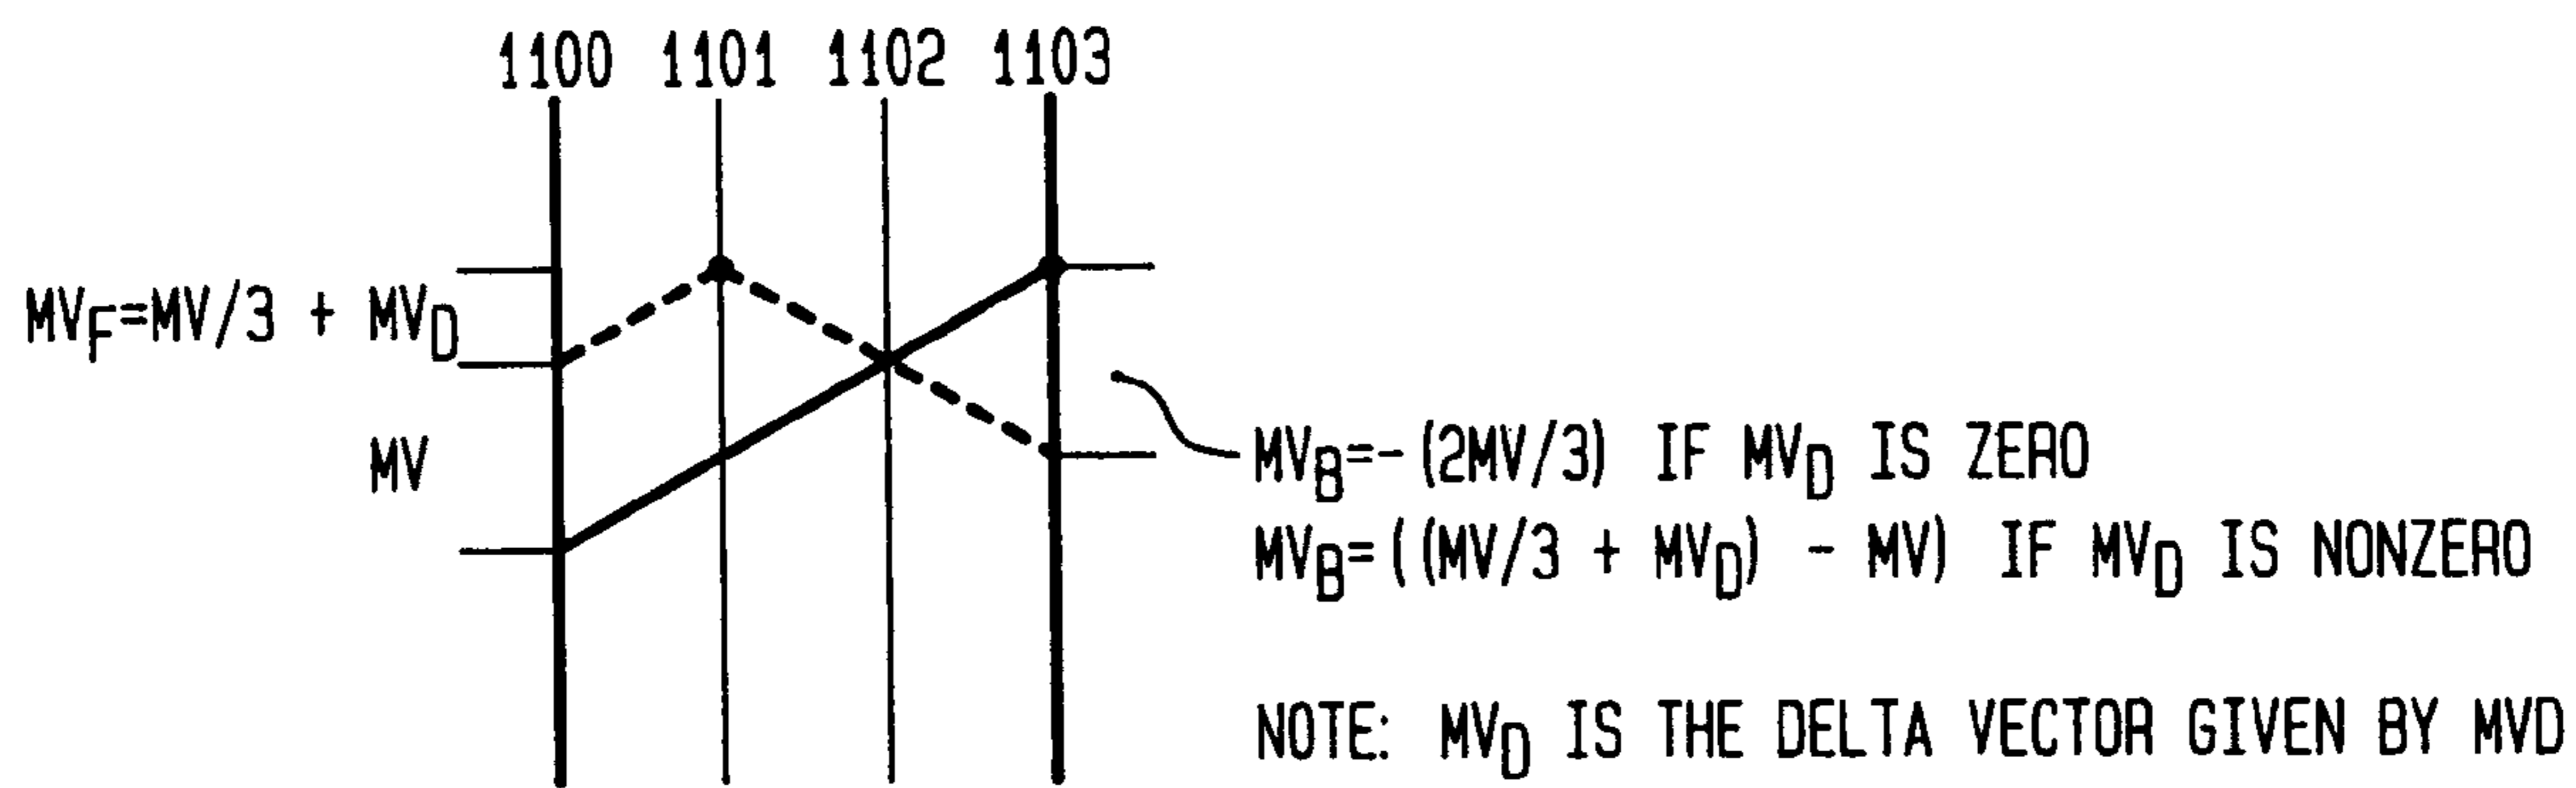 1100 1101 1102 1103
MVF=MV/3 + MVD
MV
MVB=-(2MV/3) IF MVD IS ZERO
MVB=((MV/3 + MVD) - MV) IF MVD IS NONZERO
NOTE: MVD IS THE DELTA VECTOR GIVEN BY MVD